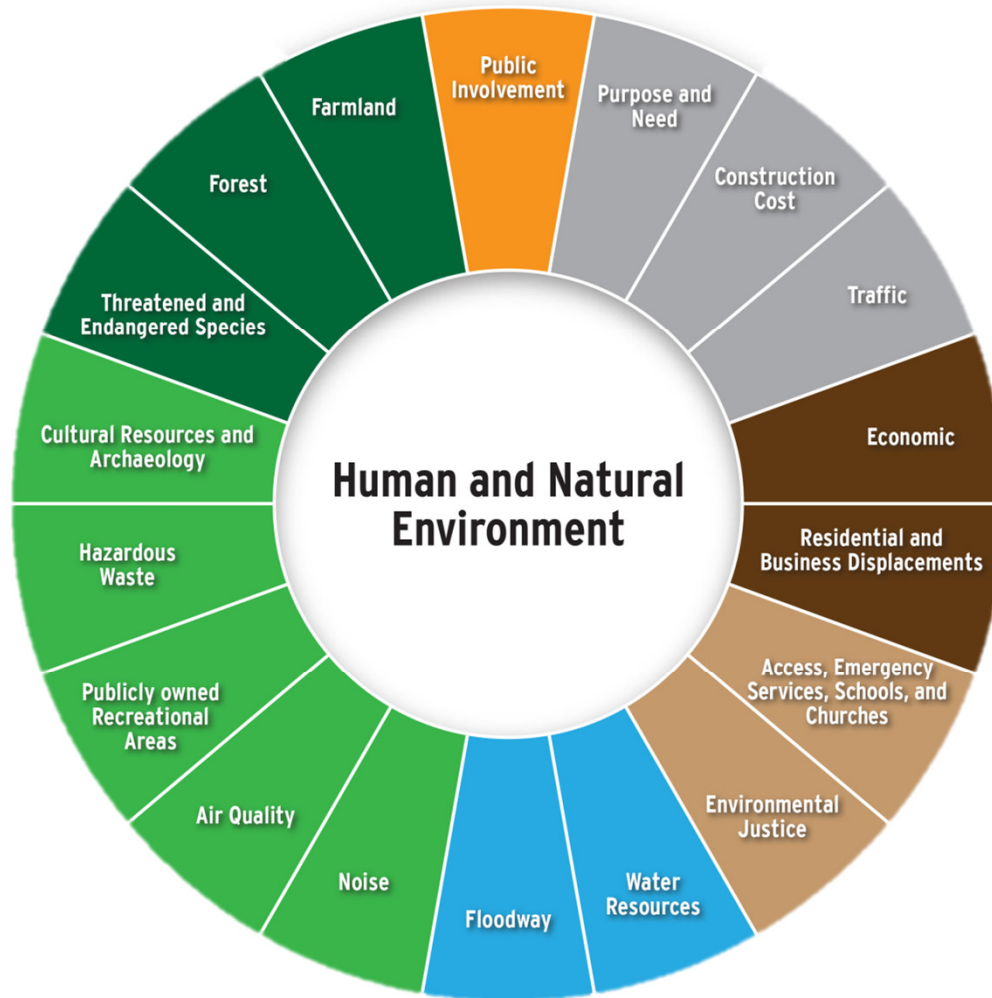 Public
Involvement
Purpose and
Need
Construction
Cost
Traffic
Economic
Residential and
Business Displacements
Access, Emergency
Services, Schools, and
Churches
Environmental
Justice
Water
Resources
Floodway
Noise
Air Quality
Publicly owned
Recreational
Areas
Hazardous
Waste
Cultural Resources and
Archaeology
Threatened and
Endangered Species
Forest
Farmland
Human and Natural
Environment